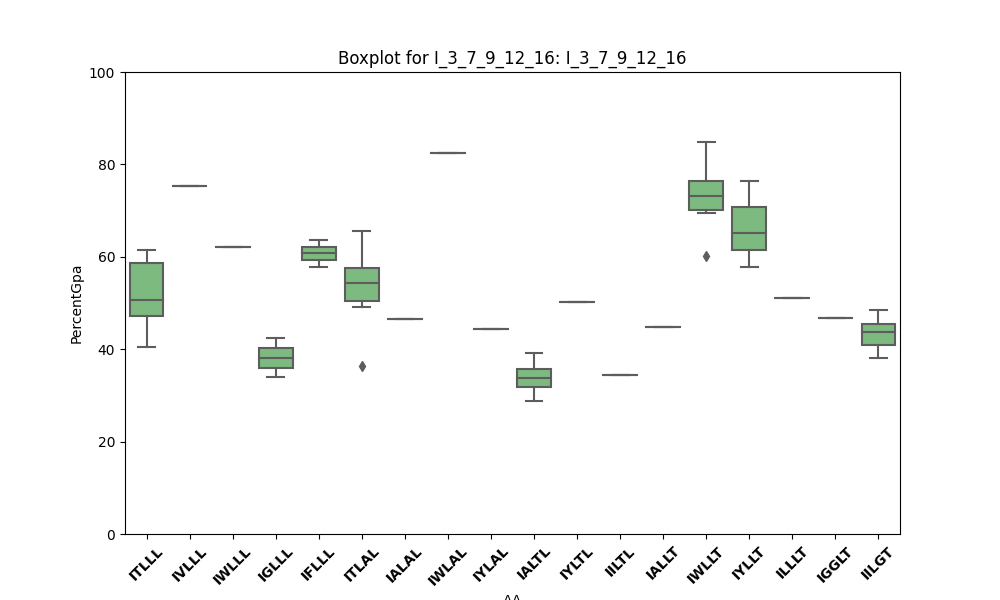 Boxplot for I_3_7_9_12_16: I_3_7_9_12_16
100
80
60
40
20
0
PercentGpa
ITLLL
IVLLL
IWLLL
IGLLL
IFLLL
ITLAL
IALAL
IWLAL
IYLAL
IALTL
IYLTL
IILTL
IALLT
IWLLT
IYLLT
ILLLT
IGGLT
IILGT
AA